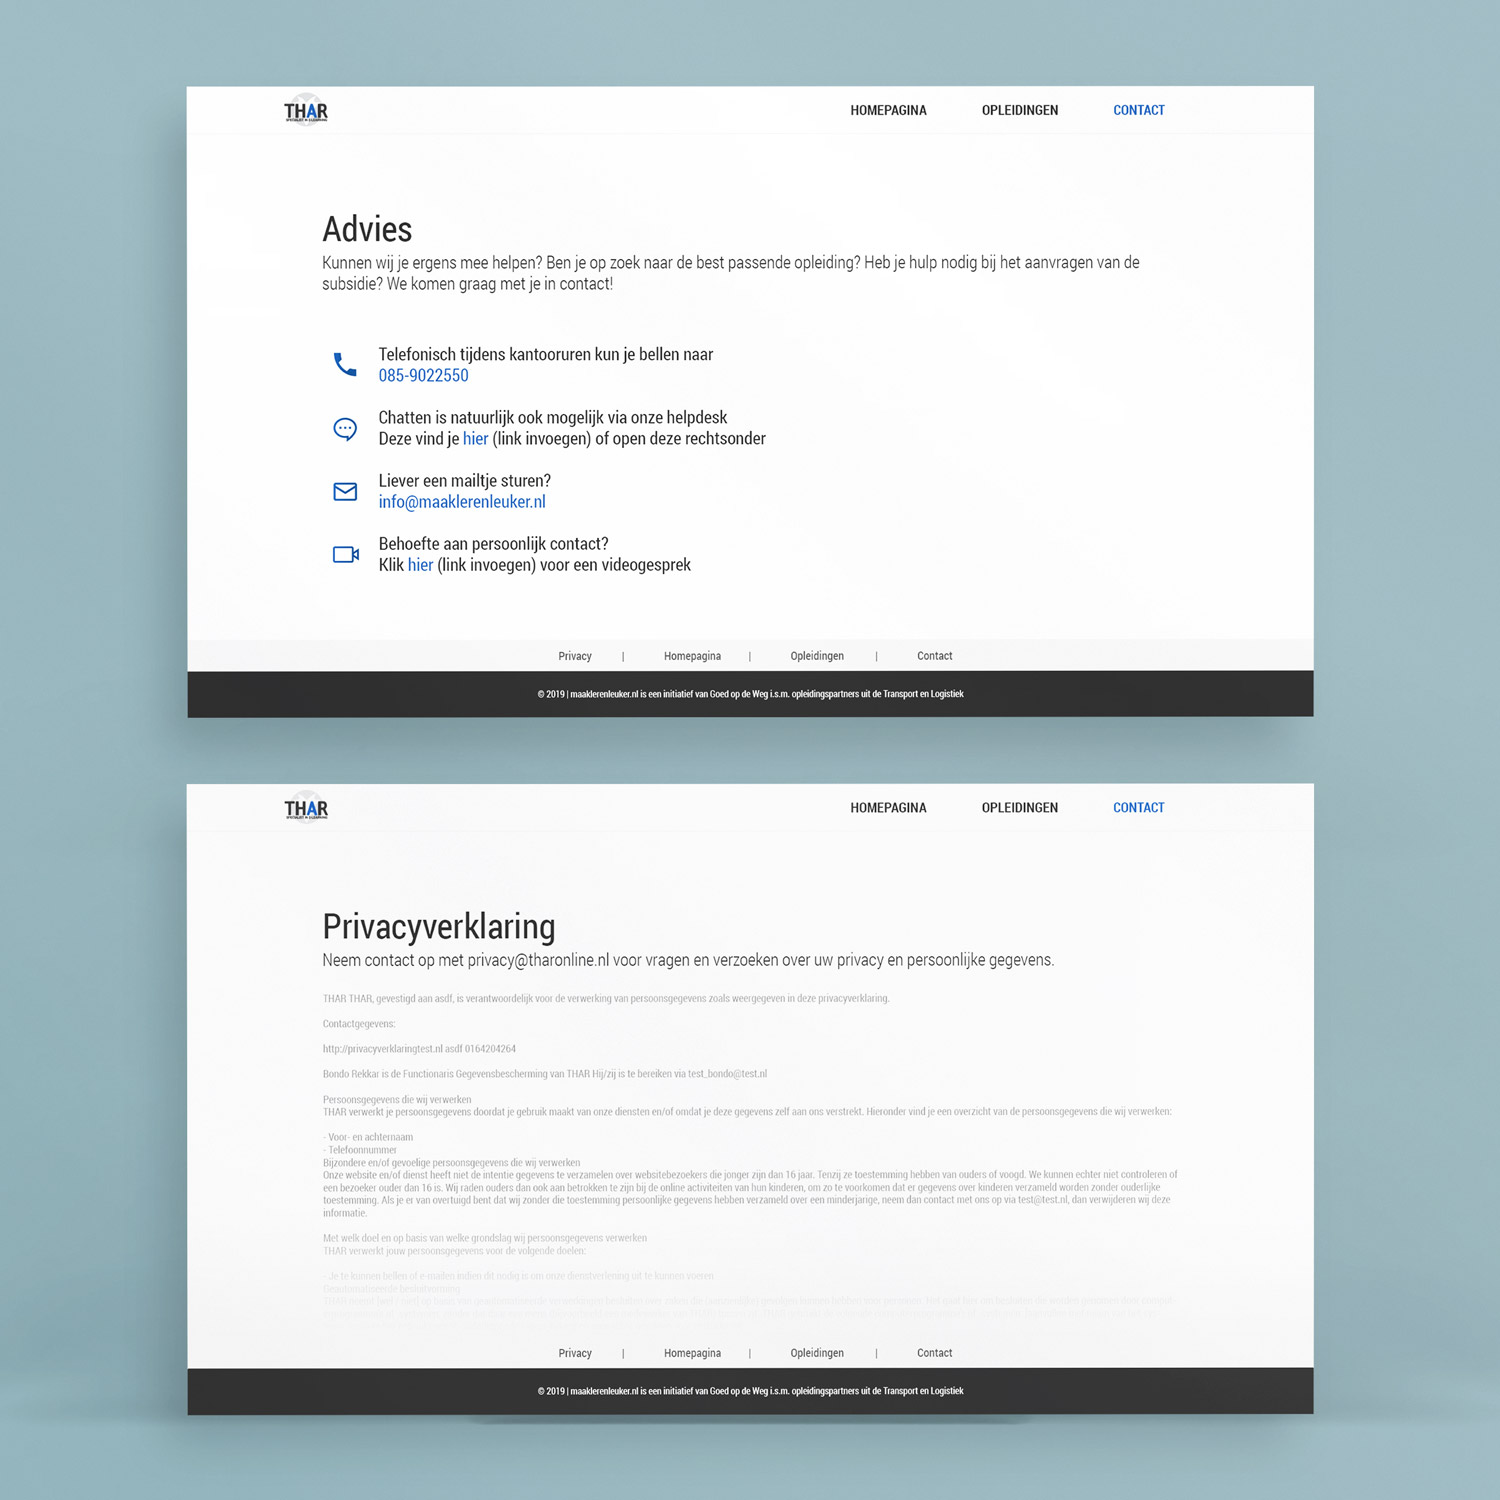 THAR
HOMEPAGINA
OPLEIDINGEN
CONTACT
Advies
Kunnen wij je ergens mee helpen? Ben je op zoek naar de best passende opleiding? Heb je hulp nodig bij het aanvragen van de
subsidie? We komen graag met je in contact!
Telefonisch tijdens kantooruren kun je bellen naar
085-9022550
Chatten is natuurlijk ook mogelijk via onze helpdesk
Deze vind je hier (link invoegen) of open deze rechtsonder
Liever een mailtje sturen?
info@maaklerenleuker.nl
Behoefte aan persoonlijk contact?
Klik hier (link invoegen) voor een videogesprek
Privacy | Homepagina | Opleidingen | Contact
© 2019 | maaklerenleuker.nl is een initiatief van Goed op de Weg i.s.m. opleidingspartners uit de Transport en Logistiek
THAR
HOMEPAGINA
OPLEIDINGEN
CONTACT
Privacyverklaring
Neem contact op met privacy@tharonline.nl voor vragen en verzoeken over uw privacy en persoonlijke gegevens.
THAR THAR, gevestigd aan asdf, is verantwoordelijk voor de verwerking van persoonsgegevens zoals weergegeven in deze privacyverklaring.
Contactgegevens:
http://privacyverklaringtest.nl asdf 0164204264
Bondo Rekkar is de Functionaris Gegevensbescherming van THAR Hij/zij is te bereiken via test_bondo@test.nl
Persoonsgegevens die wij verwerken
THAR verwerkt je persoonsgegevens doordat je gebruik maakt van onze diensten en/of omdat je deze gegevens zelf aan ons verstrekt. Hieronder vind je een overzicht van de persoonsgegevens die wij verwerken:
- Voor- en achternaam
- Telefoonnummer
Bijzondere en/of gevoelige persoonsgegevens die wij verwerken
Onze website en/of dienst heeft niet de intentie gegevens te verzamelen over websitebezoekers die jonger zijn dan 16 jaar. Tenzij ze toestemming hebben van ouders of voogd. We kunnen echter niet controleren of
een bezoeker ouder dan 16 is. Wij raden ouders dan ook aan betrokken te zijn bij de online activiteiten van hun kinderen, om zo te voorkomen dat er gegevens over kinderen verzameld worden zonder ouderlijke
toestemming. Als je er van overtuigd bent dat wij zonder die toestemming persoonlijke gegevens hebben verzameld over een minderjarige, neem dan contact met ons op via test@test.nl, dan verwijderen wij deze
informatie.
Met welk doel en op basis van welke grondslag wij persoonsgegevens verwerken
THAR verwerkt jouw persoonsgegevens voor de volgende doelen:
- Je te kunnen bellen of e-mailen indien dit nodig is om onze dienstverlening uit te kunnen voeren
Geautomatiseerde besluitvorming
Privacy | Homepagina | Opleidingen | Contact
© 2019 | maaklerenleuker.nl is een initiatief van Goed op de Weg i.s.m. opleidingspartners uit de Transport en Logistiek